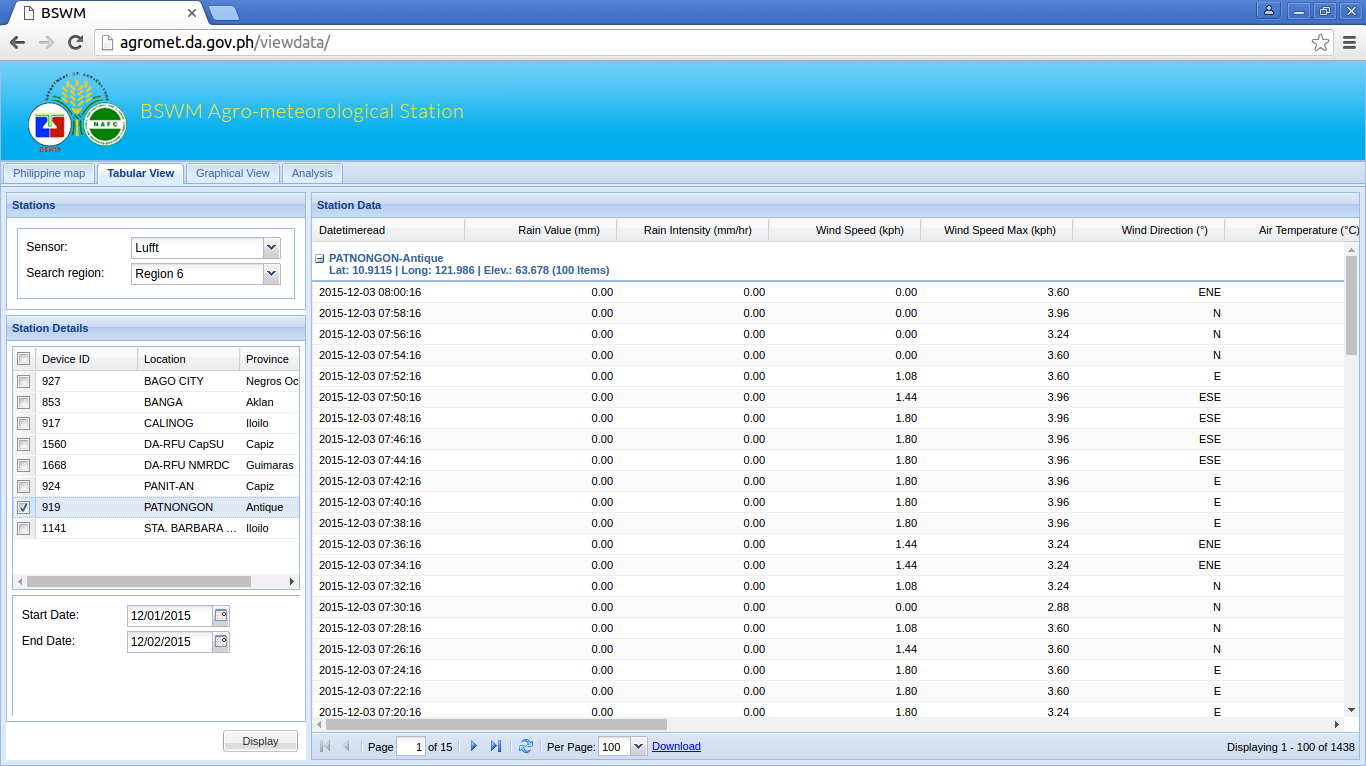 BSWM
agromet.da.gov.ph/viewdata/
DEPARTMENT OF AGRICULTURE
NAFC
BSWM
BSWM Agro-meteorological Station
Philippine map Tabular View Graphical View Analysis
Stations
Sensor: Lufft
Search region: Region 6
Station Details
Device ID Location Province
927 BAGO CITY Negros Oc
853 BANGA Aklan
917 CALINOG Iloilo
1560 DA-RFU CapSU Capiz
1668 DA-RFU NMRDC Guimaras
924 PANIT-AN Capiz
919 PATNONGON Antique
1141 STA. BARBARA ... Iloilo
Start Date: 12/01/2015
End Date: 12/02/2015
Display
Station Data
Datetimeread Rain Value (mm) Rain Intensity (mm/hr) Wind Speed (kph) Wind Speed Max (kph) Wind Direction (°) Air Temperature (°C)
PATNONGON-Antique
Lat: 10.9115 | Long: 121.986 | Elev.: 63.678 (100 Items)
2015-12-03 08:00:16 0.00 0.00 0.00 3.60 ENE
2015-12-03 07:58:16 0.00 0.00 0.00 3.96 N
2015-12-03 07:56:16 0.00 0.00 0.00 3.24 N
2015-12-03 07:54:16 0.00 0.00 0.00 3.60 N
2015-12-03 07:52:16 0.00 0.00 1.08 3.60 E
2015-12-03 07:50:16 0.00 0.00 1.44 3.96 ESE
2015-12-03 07:48:16 0.00 0.00 1.80 3.96 ESE
2015-12-03 07:46:16 0.00 0.00 1.80 3.96 ESE
2015-12-03 07:44:16 0.00 0.00 1.80 3.96 ESE
2015-12-03 07:42:16 0.00 0.00 1.80 3.96 E
2015-12-03 07:40:16 0.00 0.00 1.80 3.96 E
2015-12-03 07:38:16 0.00 0.00 1.80 3.96 E
2015-12-03 07:36:16 0.00 0.00 1.44 3.24 ENE
2015-12-03 07:34:16 0.00 0.00 1.44 3.24 ENE
2015-12-03 07:32:16 0.00 0.00 1.08 3.24 N
2015-12-03 07:30:16 0.00 0.00 0.00 2.88 N
2015-12-03 07:28:16 0.00 0.00 1.08 3.60 N
2015-12-03 07:26:16 0.00 0.00 1.44 3.60 N
2015-12-03 07:24:16 0.00 0.00 1.80 3.60 E
2015-12-03 07:22:16 0.00 0.00 1.80 3.60 E
2015-12-03 07:20:16 0.00 0.00 1.80 3.24 E
Page 1 of 15 Per Page: 100 Download Displaying 1 - 100 of 1438